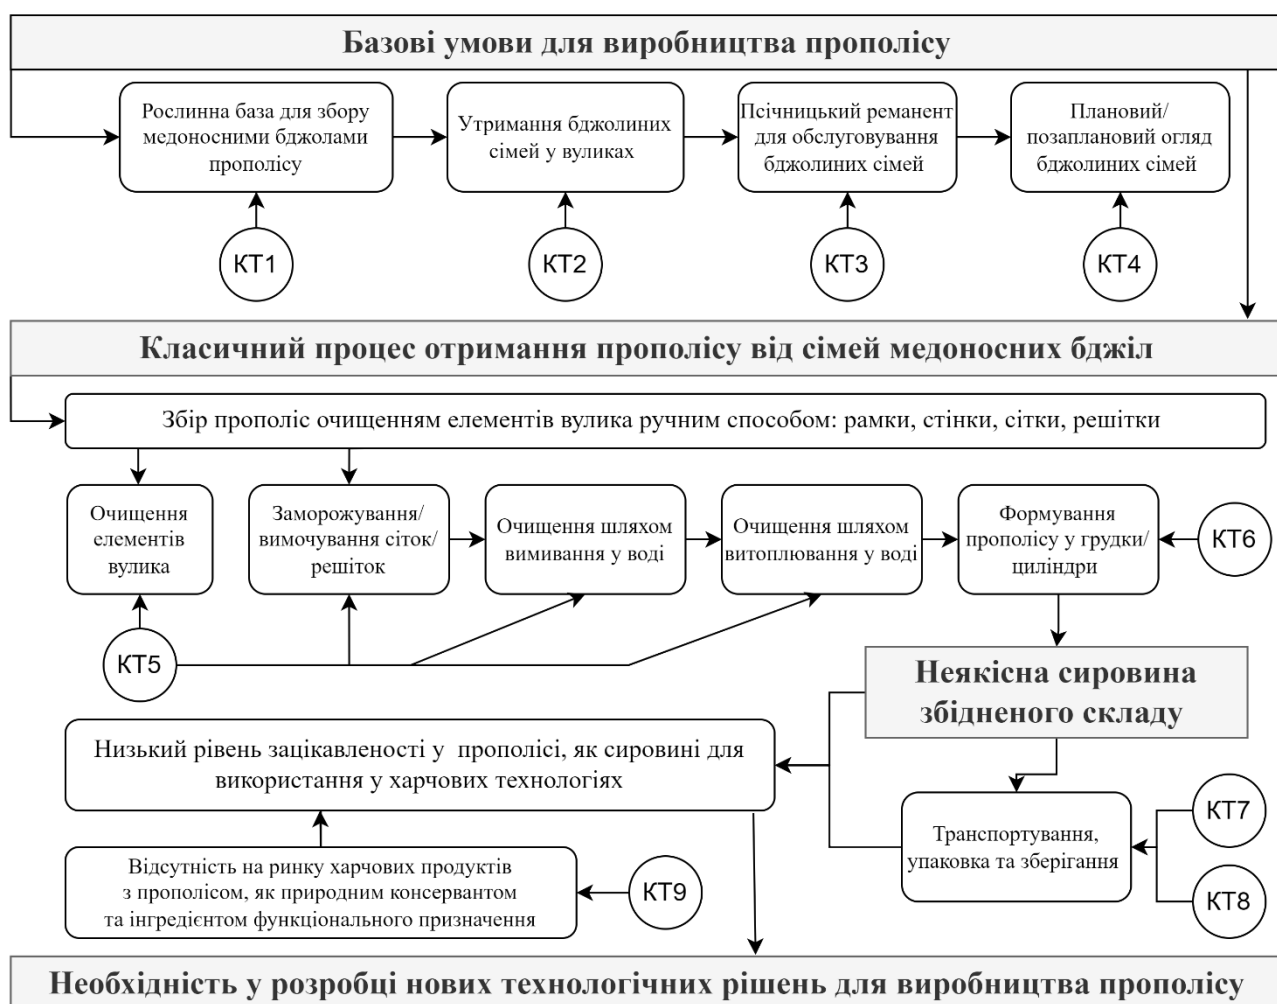 Базові умови для виробництва прополісу
Рослинна база для збору
медоносними бджолами
прополісу
Утримання бджолиних
сімей у вуликах
Псічницький реманент
для обслуговування
бджолиних сімей
Плановий/
позаплановий огляд
бджолиних сімей
КТ1
КТ2
КТ3
КТ4
Класичний процес отримання прополісу від сімей медоносних бджіл
Збір прополіс очищенням елементів вулика ручним способом: рамки, стінки, сітки, решітки
Очищення
елементів
вулика
Заморожування/
вимочування сіток/
решіток
Очищення шляхом
вимивання у воді
Очищення шляхом
витоплювання у воді
Формування
прополісу у грудки/
циліндри
КТ6
КТ5
Неякісна сировина
збідненого складу
Низький рівень зацікавленості у прополісі, як сировині для
використання у харчових технологіях
Транспортування,
упаковка та зберігання
КТ7
КТ8
Відсутність на ринку харчових продуктів
з прополісом, як природним консервантом
та інгредієнтом функціонального призначення
КТ9
Необхідність у розробці нових технологічних рішень для виробництва прополісу